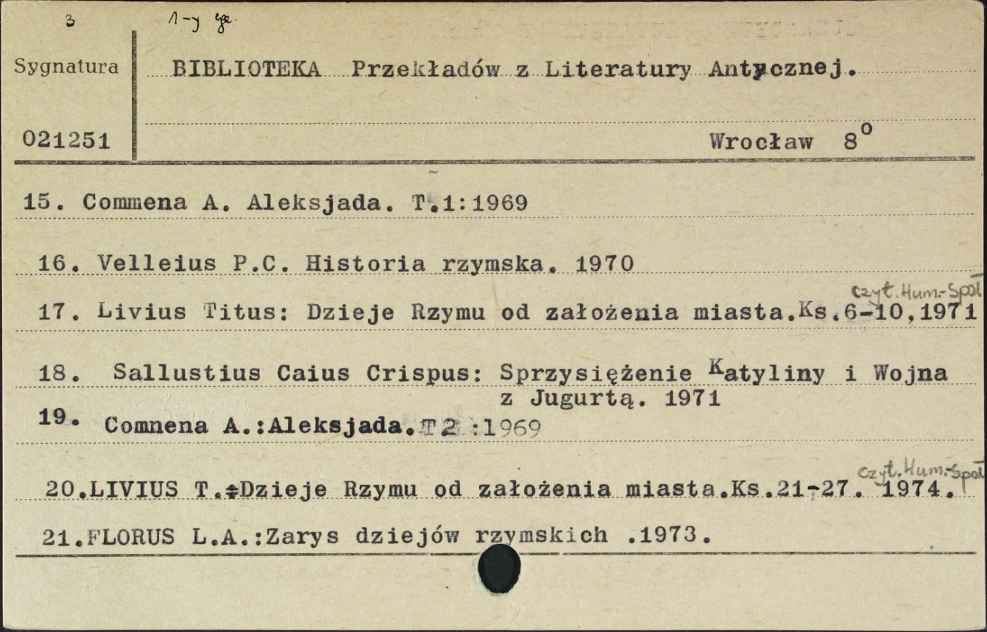 3 1-y
Sygnatura BIBLIOTEKA Przekładów z Literatury Antycznej.
021251 Wrocław 8⁰
15. Commena A. Aleksjada. T.1:1969
16. Velleius P.C. Historia rzymska. 1970
czyt. Hum.-Społ
17. Livius Titus: Dzieje Rzymu od założenia miasta.Ks.6-10,1971
18. Sallustius Caius Crispus: Sprzysiężenie Katyliny i Wojna
z Jugurtą. 1971
19. Comnena A.:Aleksjada.T2 :1969
czyt. Hum.-Społ
20.LIVIUS T.:Dzieje Rzymu od założenia miasta.Ks.21-27. 1974.
21.FLORUS L.A.:Zarys dziejów rzymskich .1973.